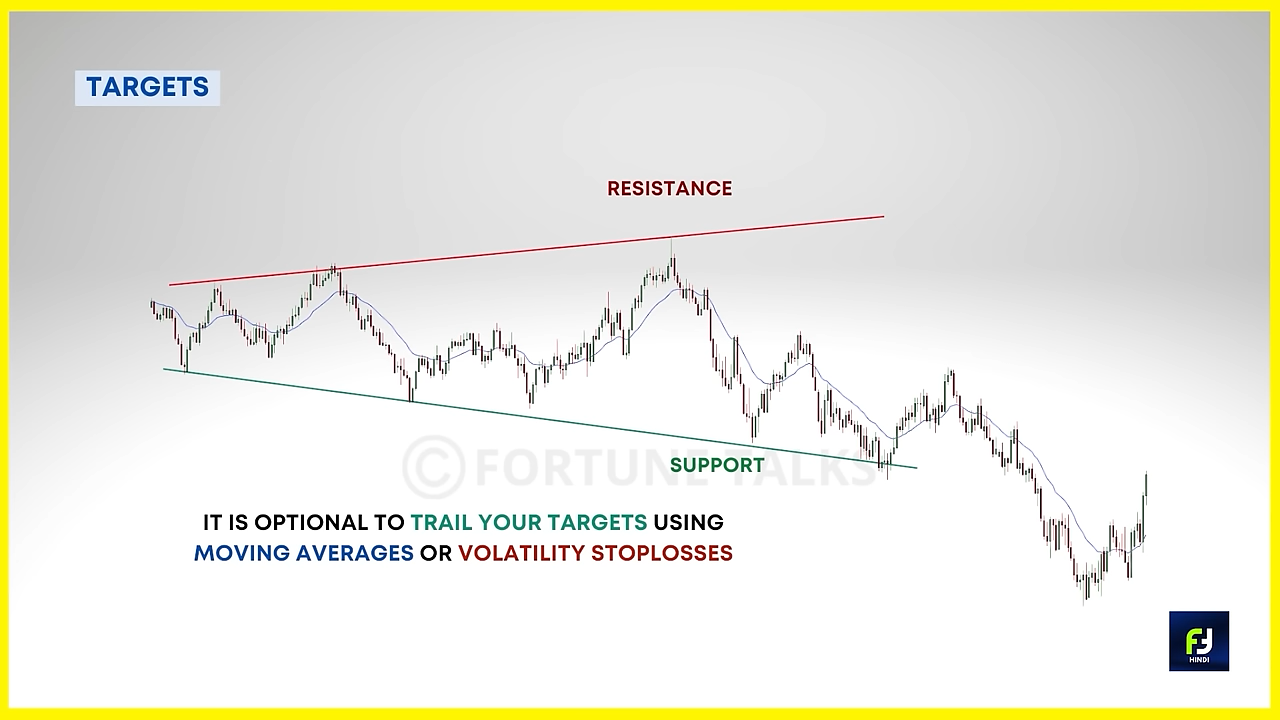 TARGETS
RESISTANCE
© FORTUNE TALKS
SUPPORT
IT IS OPTIONAL TO TRAIL YOUR TARGETS USING
MOVING AVERAGES OR VOLATILITY STOPLOSSES
HINDI